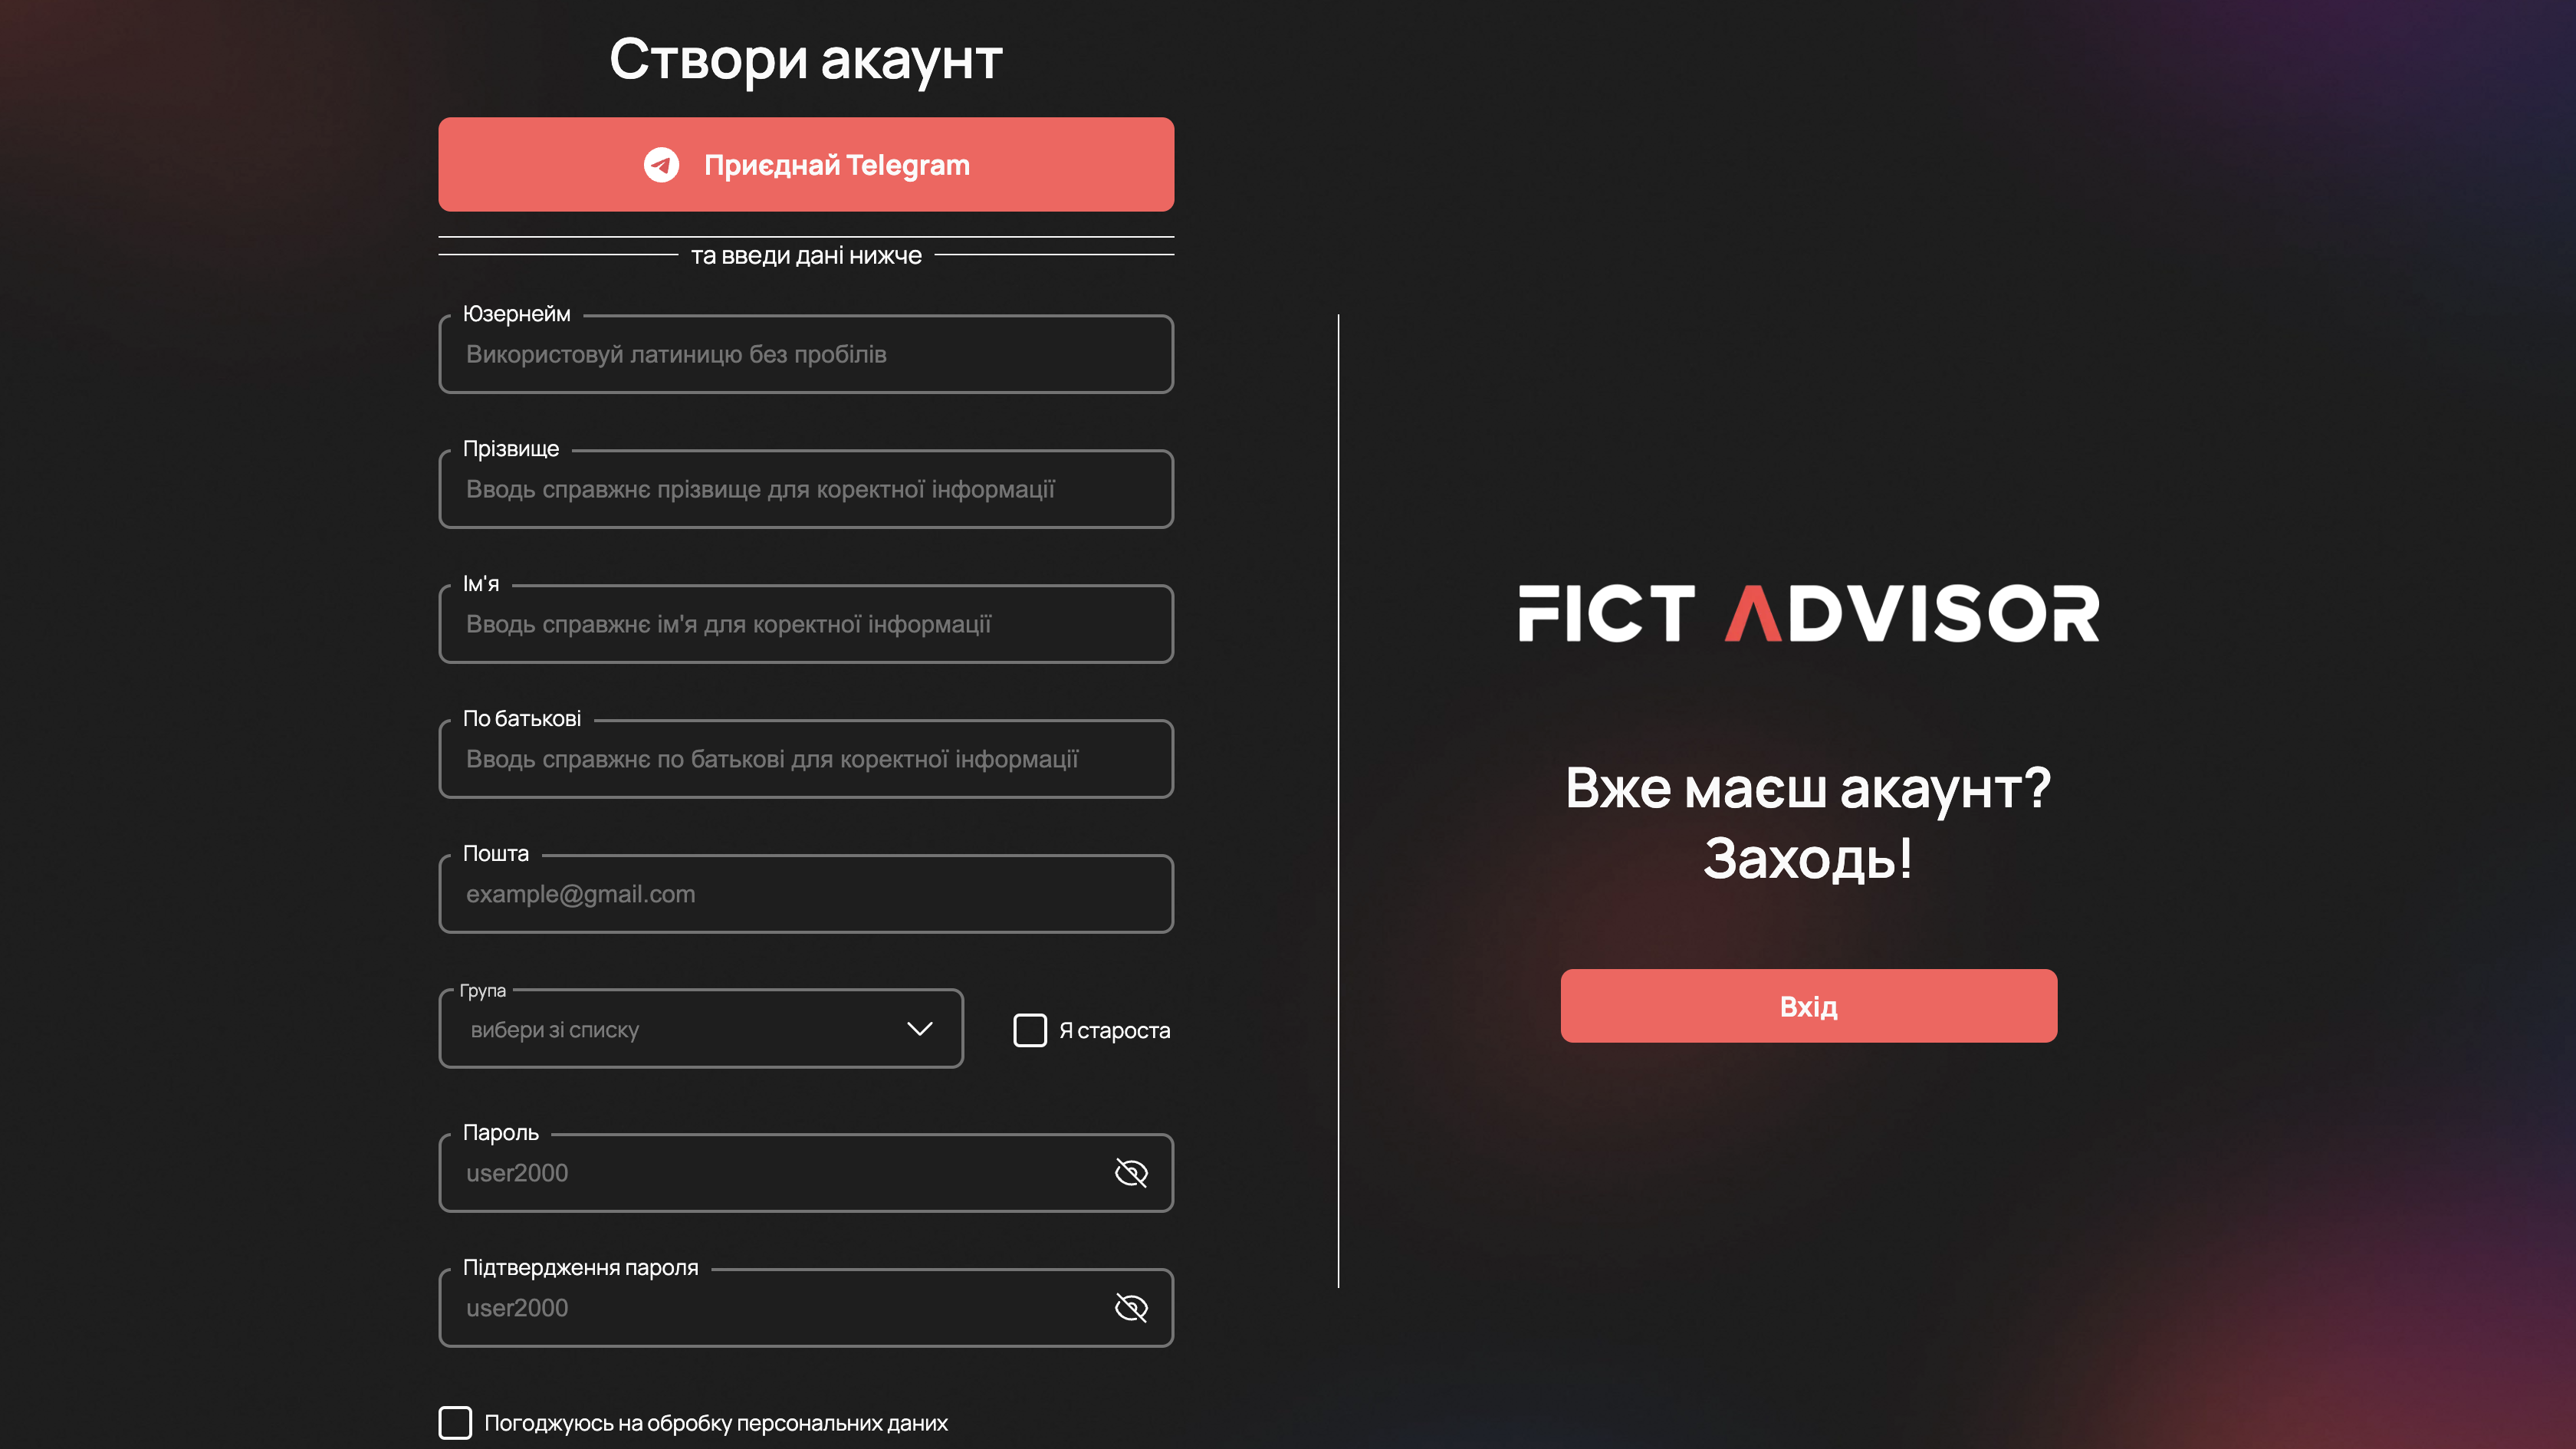 Створи акаунт
Приєднай Telegram
та введи дані нижче
Юзернейм
Використовуй латиницю без пробілів
Прізвище
Вводь справжнє прізвище для коректної інформації
Ім'я
Вводь справжнє ім'я для коректної інформації
По батькові
Вводь справжнє по батькові для коректної інформації
Пошта
example@gmail.com
Група
вибери зі списку
Я староста
Пароль
user2000
Підтвердження пароля
user2000
Погоджуюсь на обробку персональних даних
FICT ADVISOR
Вже маєш акаунт?
Заходь!
Вхід